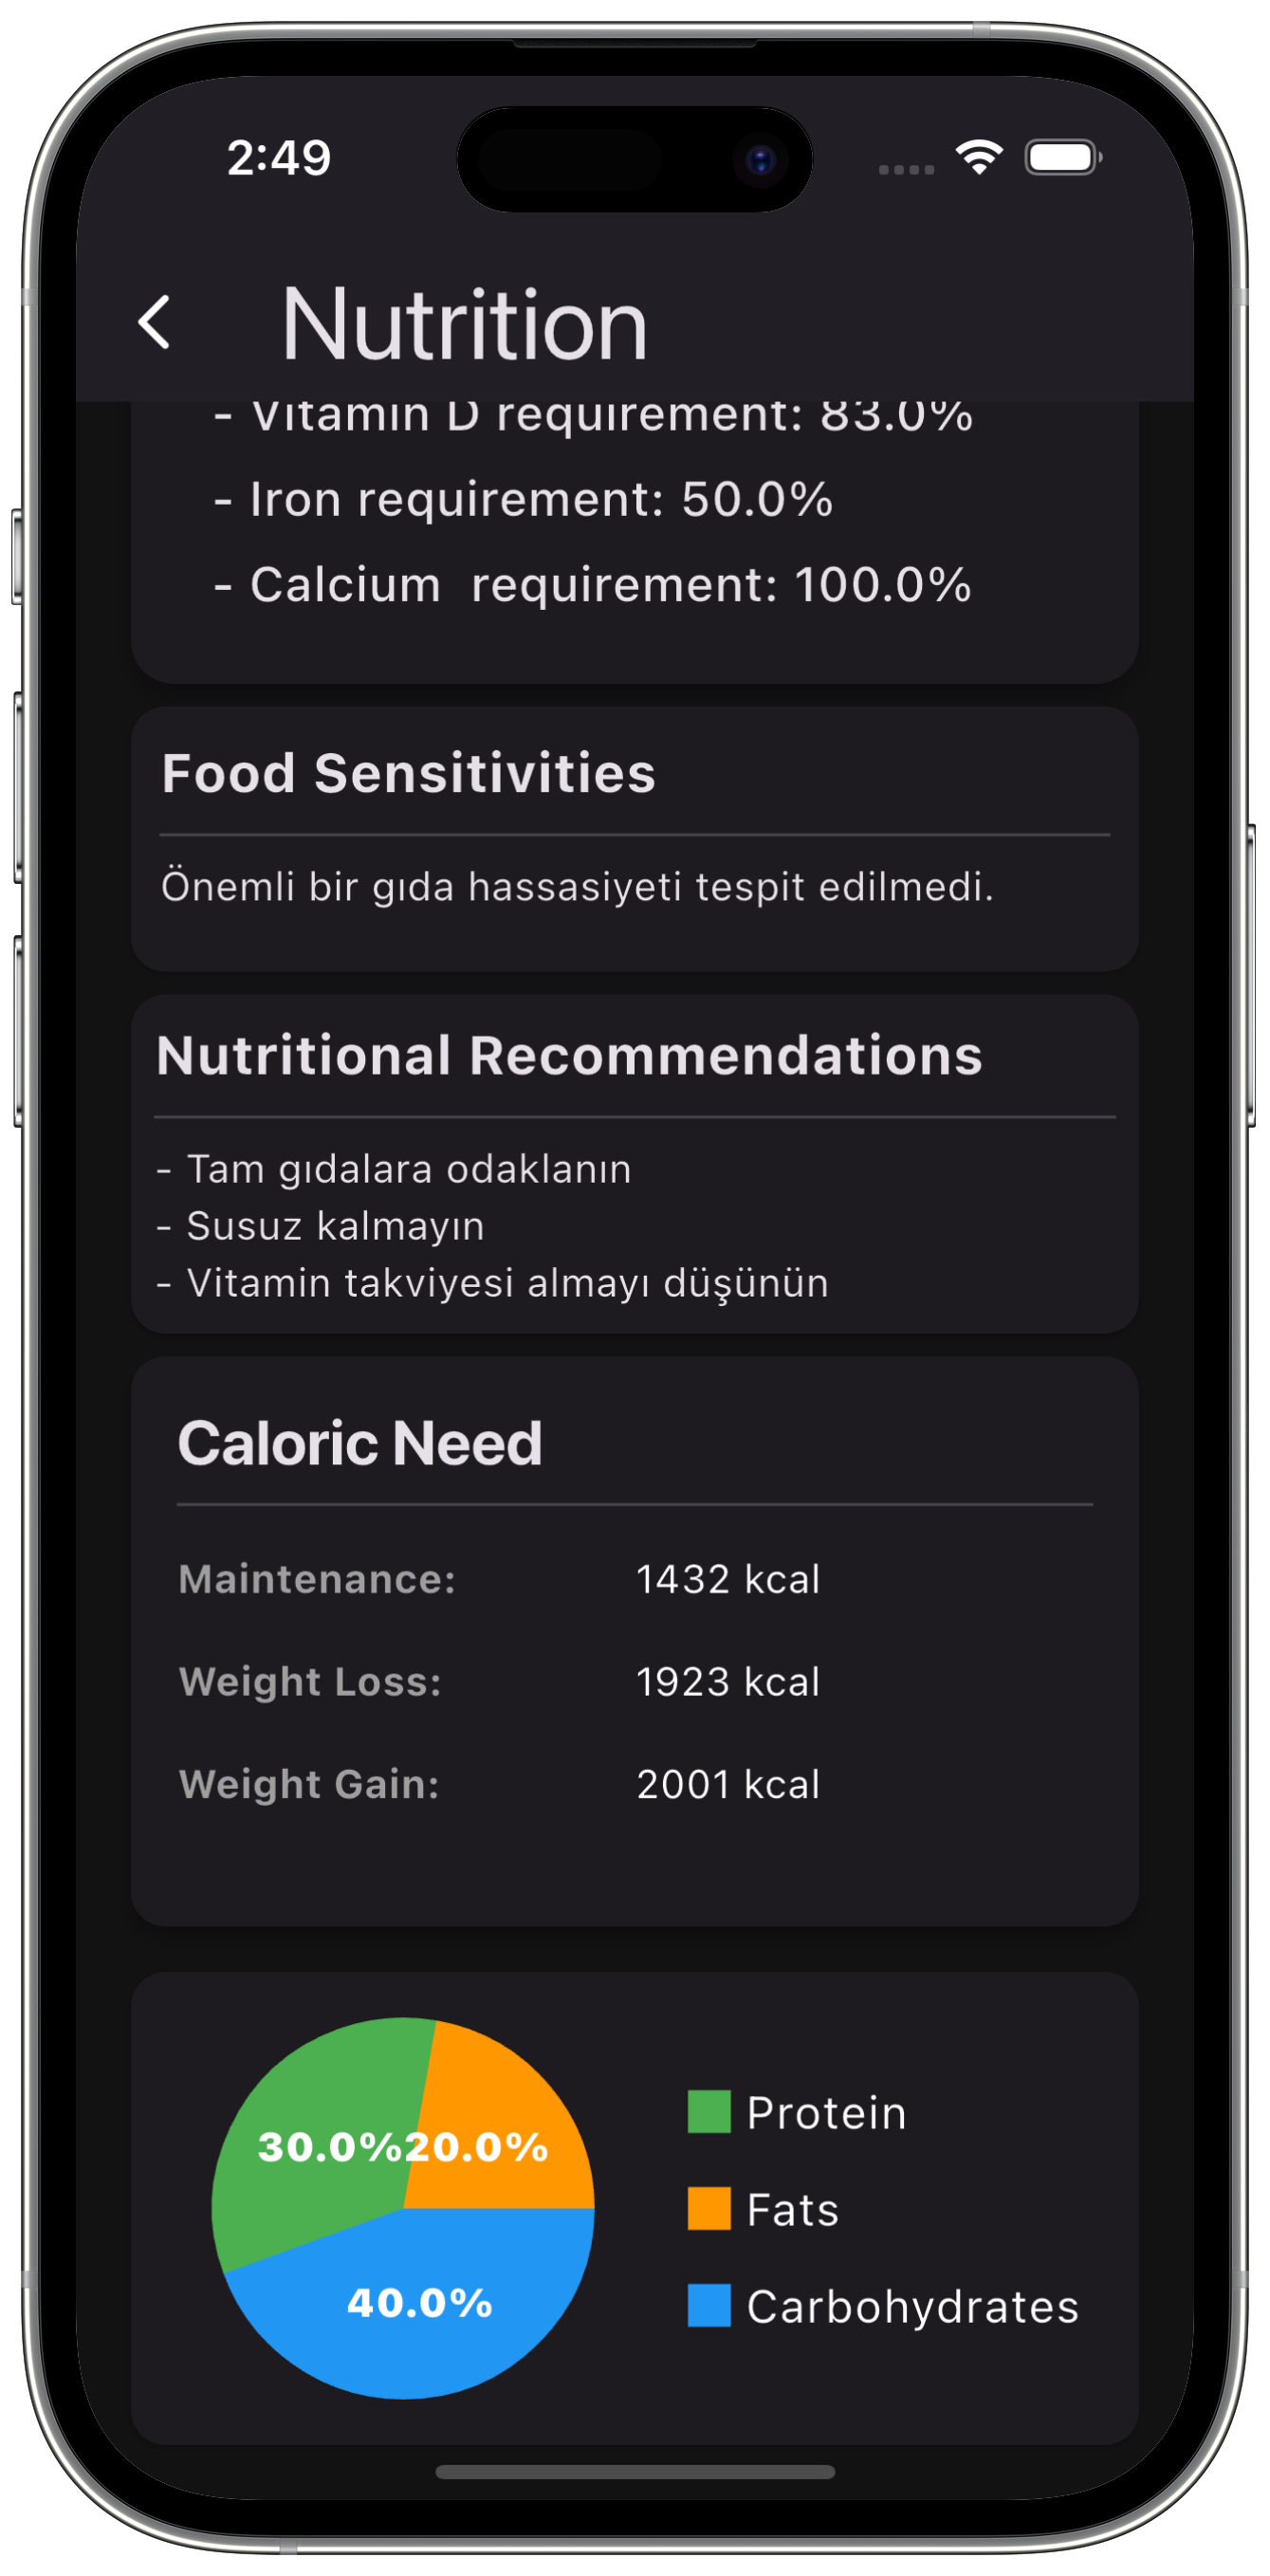 2:49
Nutrition
- Vitamin D requirement: 83.0%
- Iron requirement: 50.0%
- Calcium  requirement: 100.0%
Food Sensitivities
Önemli bir gıda hassasiyeti tespit edilmedi.
Nutritional Recommendations
- Tam gıdalara odaklanın
- Susuz kalmayın
- Vitamin takviyesi almayı düşünün
Caloric Need
Maintenance: 1432 kcal
Weight Loss: 1923 kcal
Weight Gain: 2001 kcal
30.0% 20.0%
40.0%
Protein
Fats
Carbohydrates